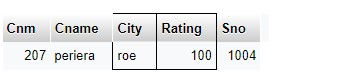 Cnm Cname City Rating Sno
207 periera roe 100 1004